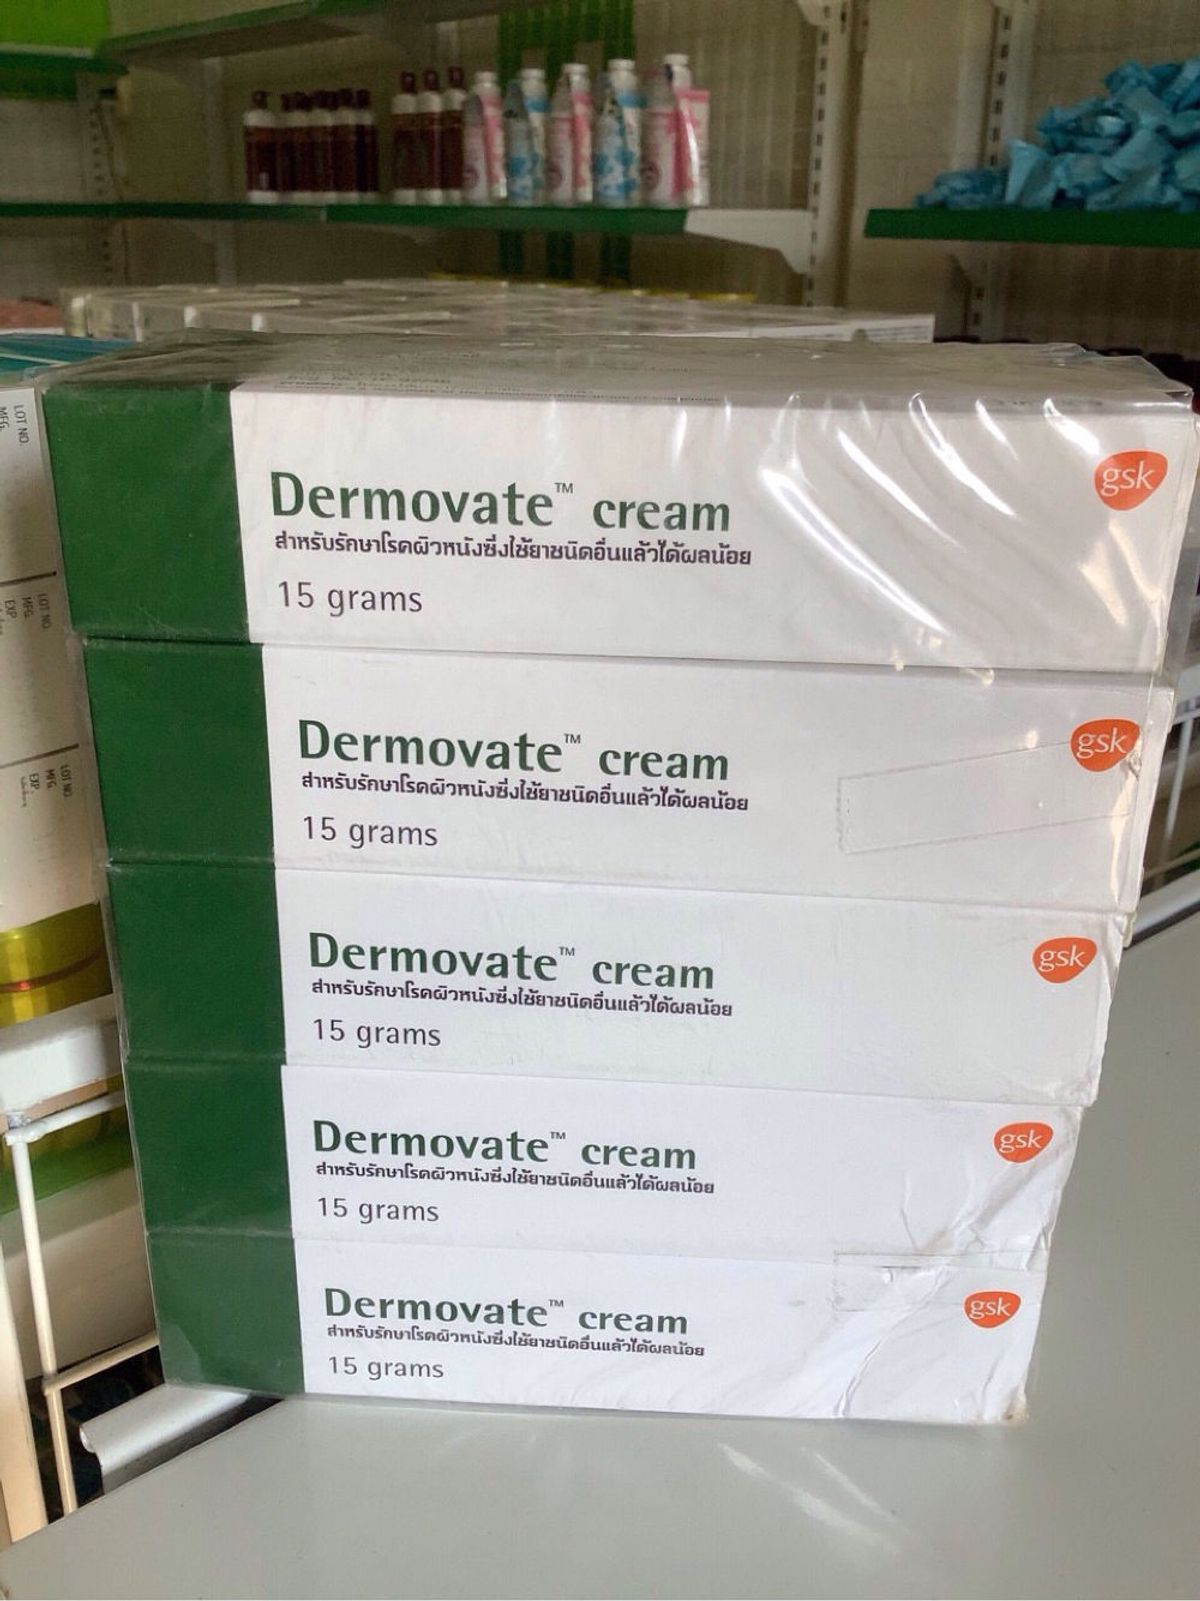 Dermovate™ cream
สำหรับรักษาโรคผิวหนังซึ่งใช้ยาชนิดอื่นแล้วได้ผลน้อย
15 grams
gsk
Dermovate™ cream
สำหรับรักษาโรคผิวหนังซึ่งใช้ยาชนิดอื่นแล้วได้ผลน้อย
15 grams
gsk
Dermovate™ cream
สำหรับรักษาโรคผิวหนังซึ่งใช้ยาชนิดอื่นแล้วได้ผลน้อย
15 grams
gsk
Dermovate™ cream
สำหรับรักษาโรคผิวหนังซึ่งใช้ยาชนิดอื่นแล้วได้ผลน้อย
15 grams
gsk
Dermovate™ cream
สำหรับรักษาโรคผิวหนังซึ่งใช้ยาชนิดอื่นแล้วได้ผลน้อย
15 grams
gsk
LOT NO.
MFG.
LOT NO.
MFG
EXP
LOT NO
MFG
EXP